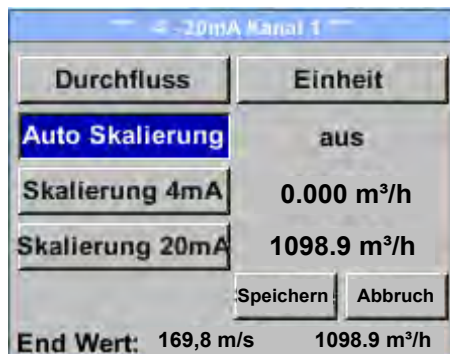 4 -20mA Kanal 1
Durchfluss Einheit
Auto Skalierung aus
Skalierung 4mA 0.000 m³/h
Skalierung 20mA 1098.9 m³/h
Speichern Abbruch
End Wert: 169,8 m/s 1098.9 m³/h